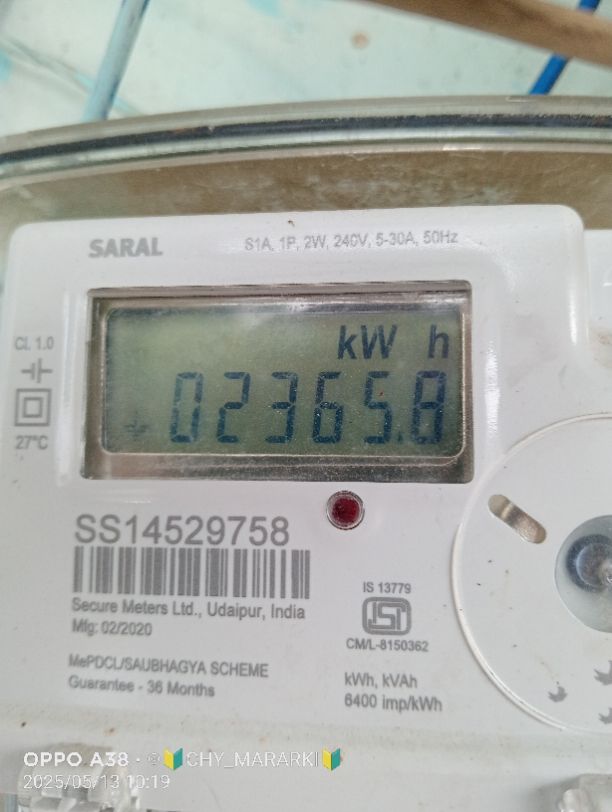 SARAL
S1A, 1P, 2W, 240V, 5-30A, 50Hz
CL 1.0
27°C
kW h
02365.8
SS14529758
Secure Meters Ltd., Udaipur, India
Mfg: 02/2020
MePDCL/SAUBHAGYA SCHEME
Guarantee - 36 Months
IS 13779
CM/L-8150362
kWh, kVAh
6400 imp/kWh
OPPO A38 · ©🔰CHY_MARARKI🔰
2025/05/13 10:19